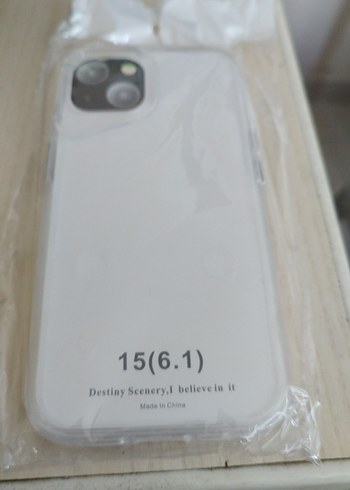 15(6.1)
Destiny Scenery,I believe in it
Made in China